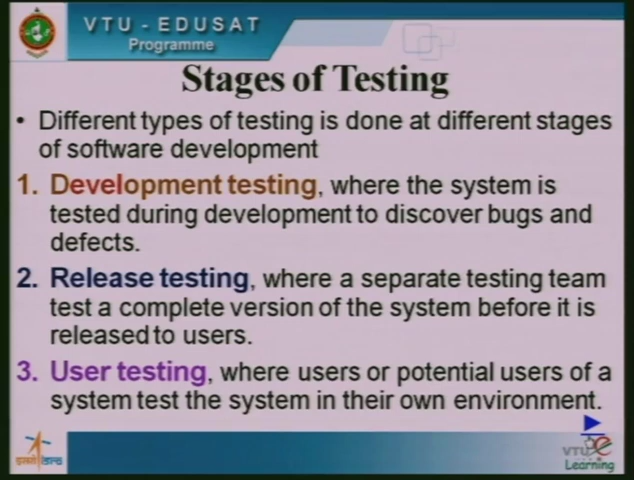 VTU - EDUSAT
Programme
Stages of Testing
• Different types of testing is done at different stages
of software development
1. Development testing, where the system is
tested during development to discover bugs and
defects.
2. Release testing, where a separate testing team
test a complete version of the system before it is
released to users.
3. User testing, where users or potential users of a
system test the system in their own environment.
VTU e
Learning